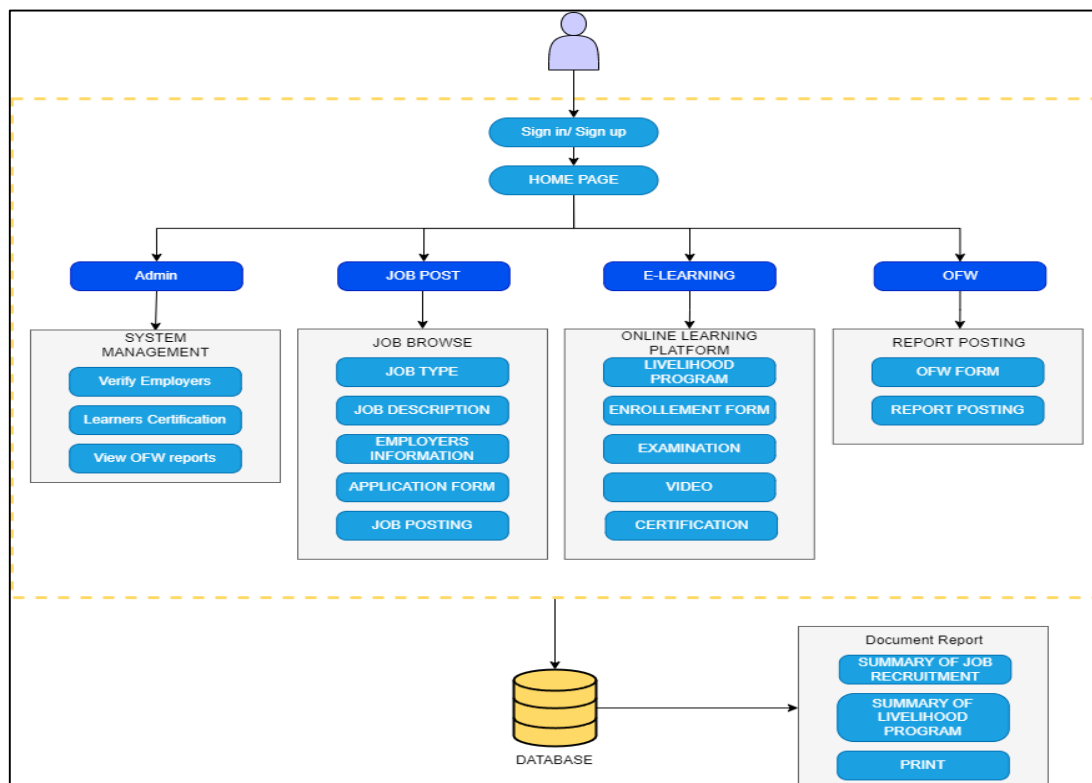 Sign in/ Sign up
HOME PAGE
Admin
JOB POST
E-LEARNING
OFW
SYSTEM
MANAGEMENT
Verify Employers
Learners Certification
View OFW reports
JOB BROWSE
JOB TYPE
JOB DESCRIPTION
EMPLOYERS
INFORMATION
APPLICATION FORM
JOB POSTING
ONLINE LEARNING
PLATFORM
LIVELIHOOD
PROGRAM
ENROLLEMENT FORM
EXAMINATION
VIDEO
CERTIFICATION
REPORT POSTING
OFW FORM
REPORT POSTING
DATABASE
Document Report
SUMMARY OF JOB
RECRUITMENT
SUMMARY OF
LIVELIHOOD
PROGRAM
PRINT